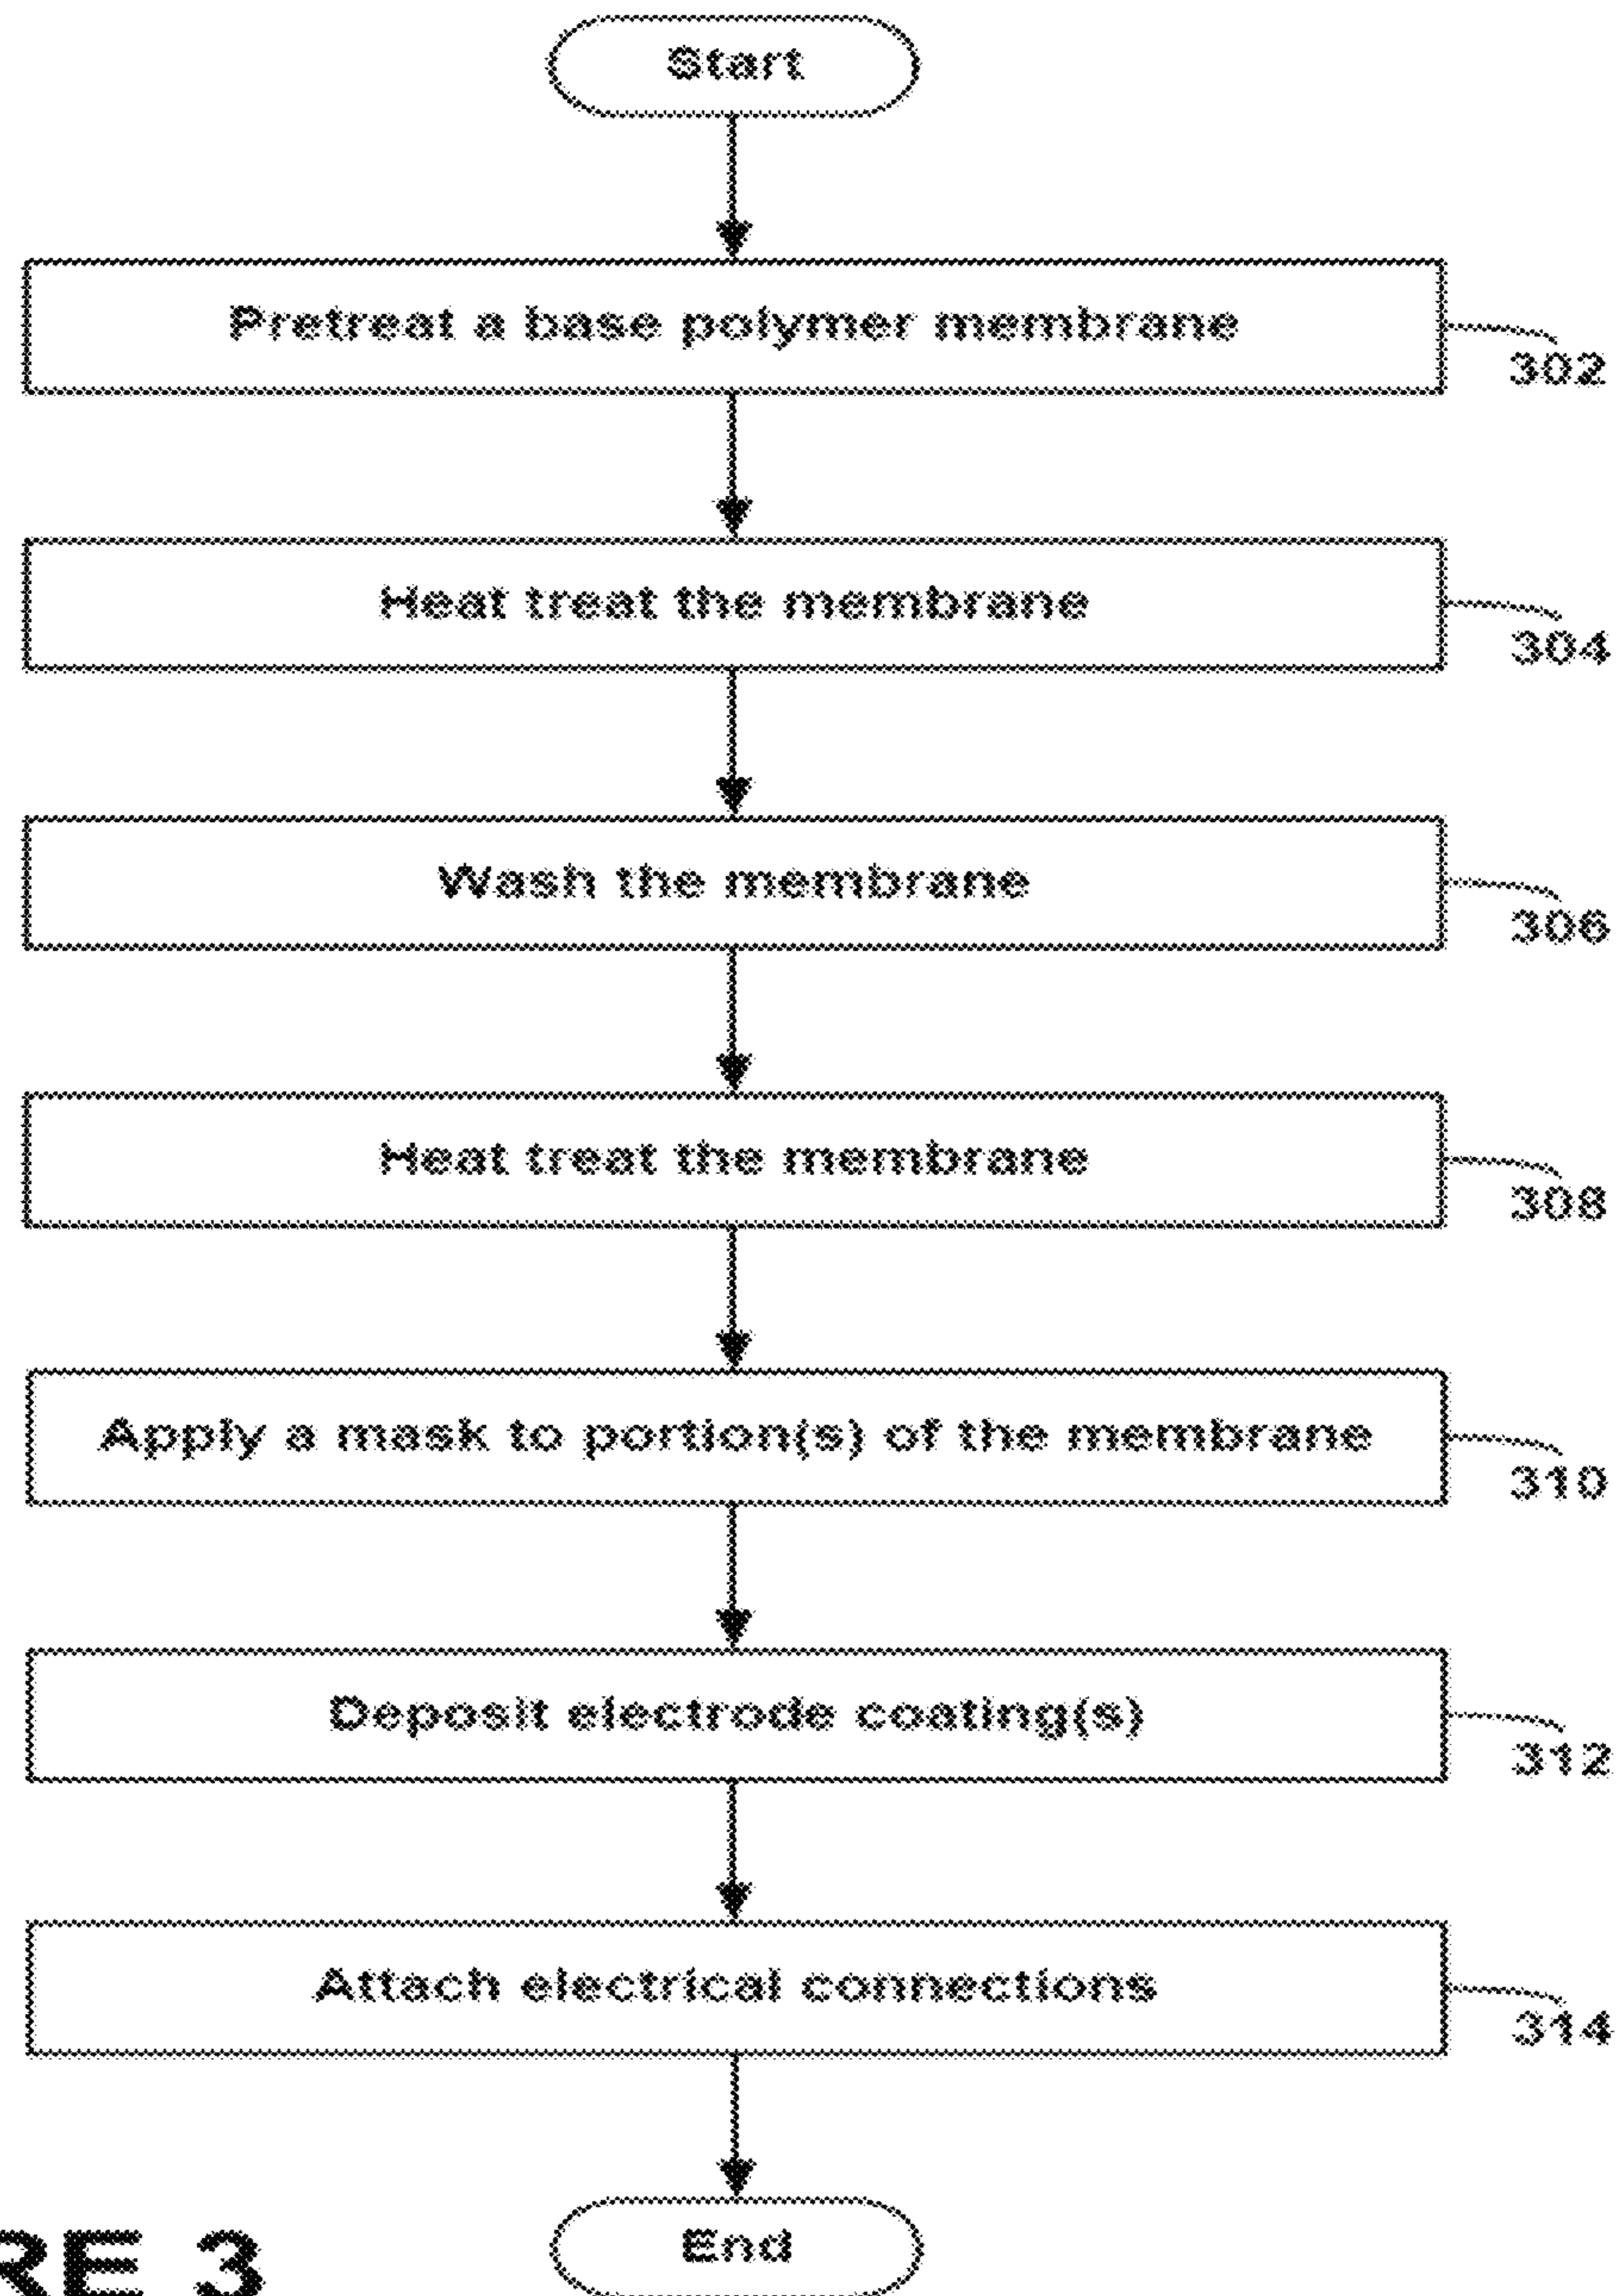 Start
Pretreat a base polymer membrane
302
Heat treat the membrane
304
Wash the membrane
306
Heat treat the membrane
308
Apply a mask to portion(s) of the membrane
310
Deposit electrode coating(s)
312
Attach electrical connections
314
End
RE 3